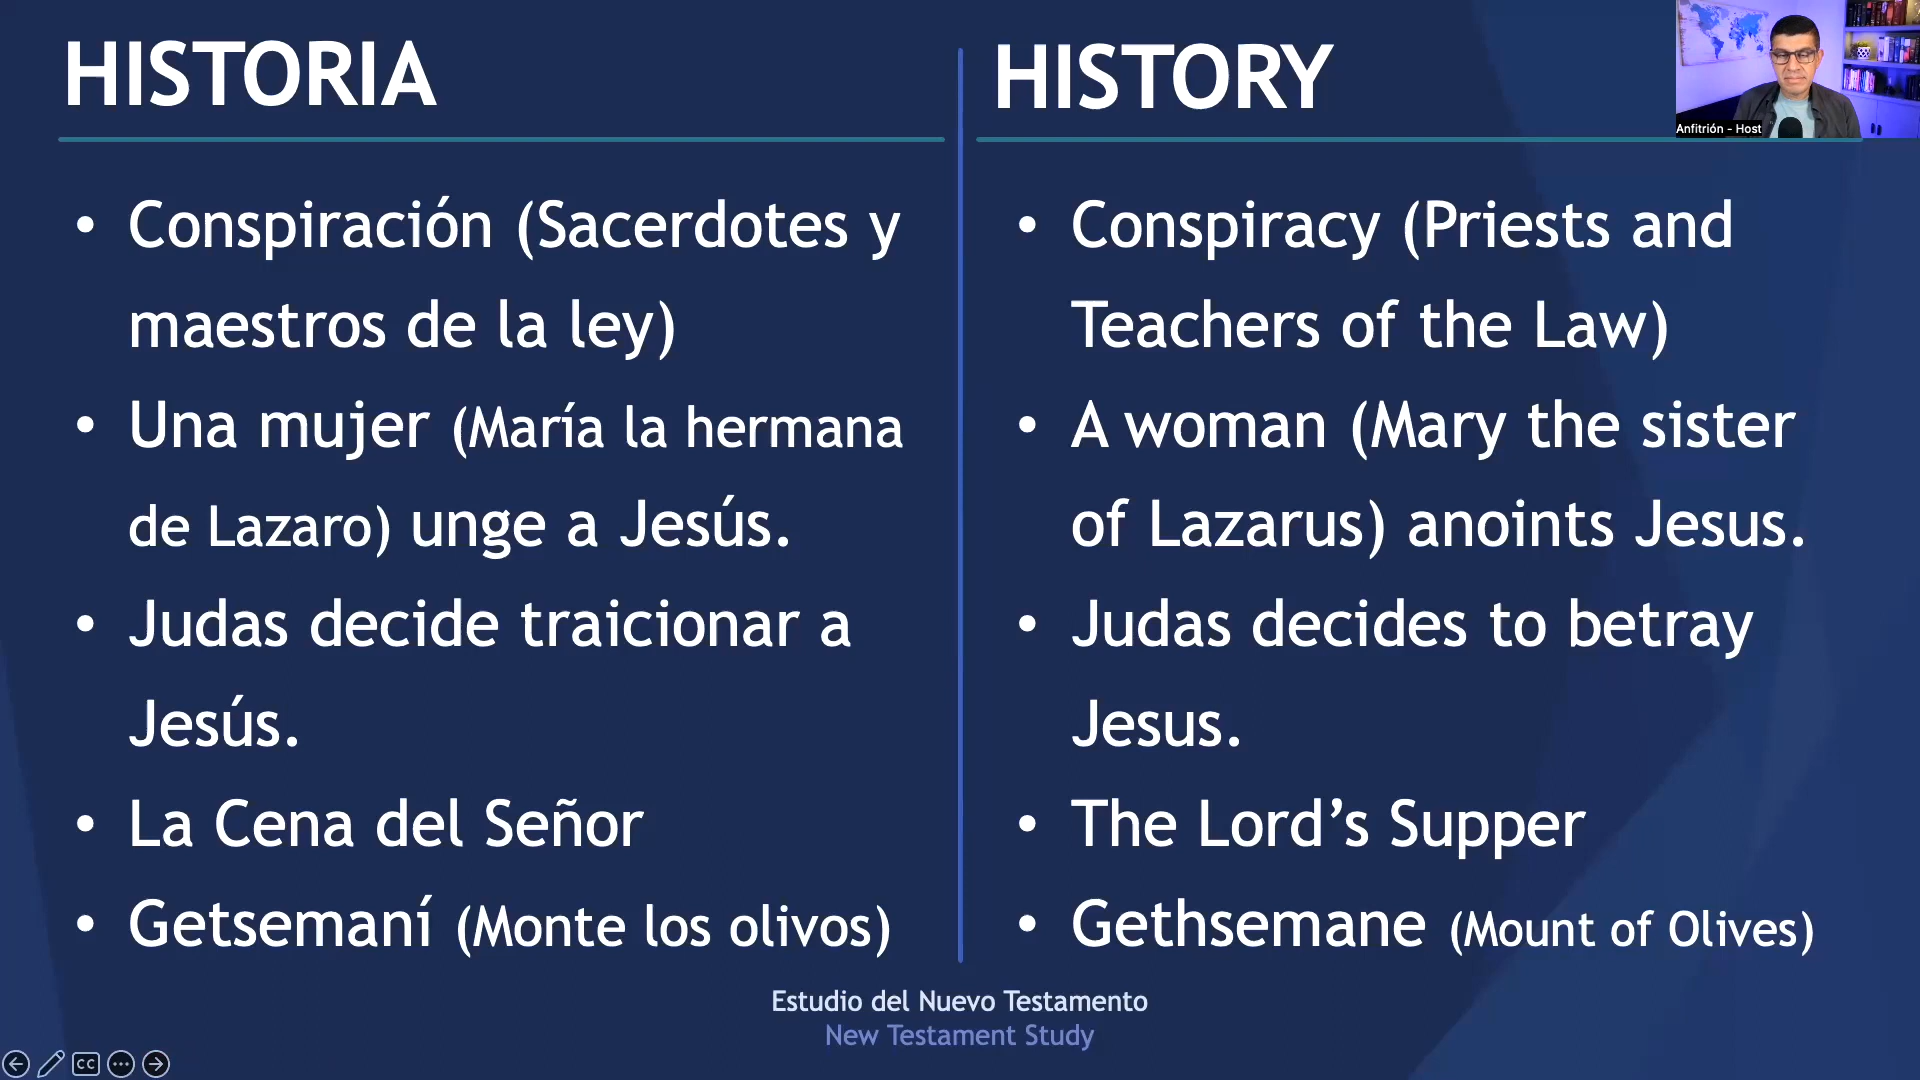 HISTORIA
• Conspiración (Sacerdotes y
maestros de la ley)
• Una mujer (María la hermana
de Lazaro) unge a Jesús.
• Judas decide traicionar a
Jesús.
• La Cena del Señor
• Getsemaní (Monte los olivos)
HISTORY
• Conspiracy (Priests and
Teachers of the Law)
• A woman (Mary the sister
of Lazarus) anoints Jesus.
• Judas decides to betray
Jesus.
• The Lord’s Supper
• Gethsemane (Mount of Olives)
Anfitrión - Host
Estudio del Nuevo Testamento
New Testament Study
CC